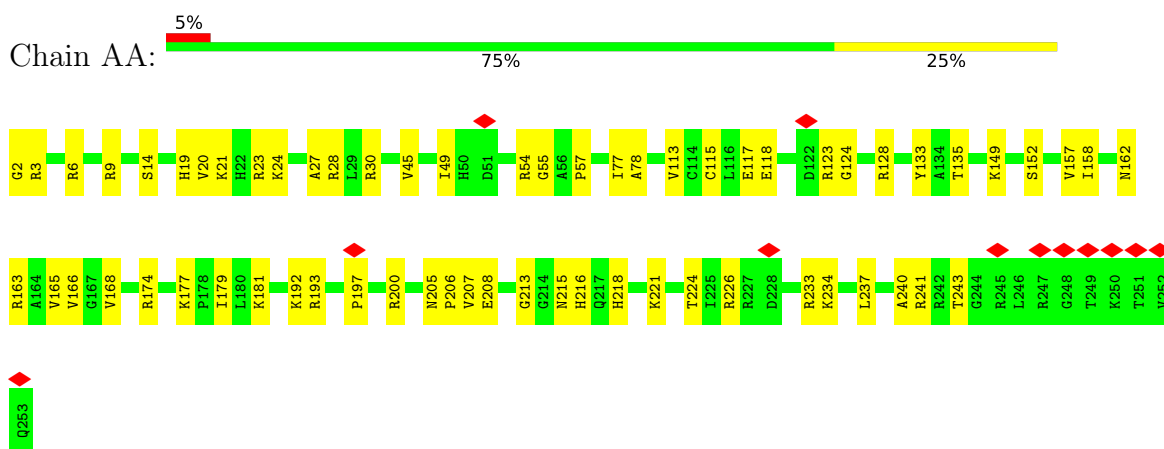 5%
Chain AA:
75% 25%
G2 R3 R6 R9 S14 H19 V20 K21 H22 R23 K24 A27 R28 L29 R30 V45 I49 H50 D51 R54 G55 A56 P57 I77 A78 V113 C114 C115 L116 E117 E118 D122 R123 G124 R128 Y133 A134 T135 K149 S152 V157 I158 N162
R163 A164 V165 V166 G167 V168 R174 K177 P178 I179 L180 K181 K192 R193 P197 R200 N205 P206 V207 E208 G213 G214 N215 H216 Q217 H218 K221 T224 I225 R226 R227 D228 R233 K234 L237 A240 R241 R242 T243 G244 R245 L246 R247 G248 T249 K250 T251 V252
Q253